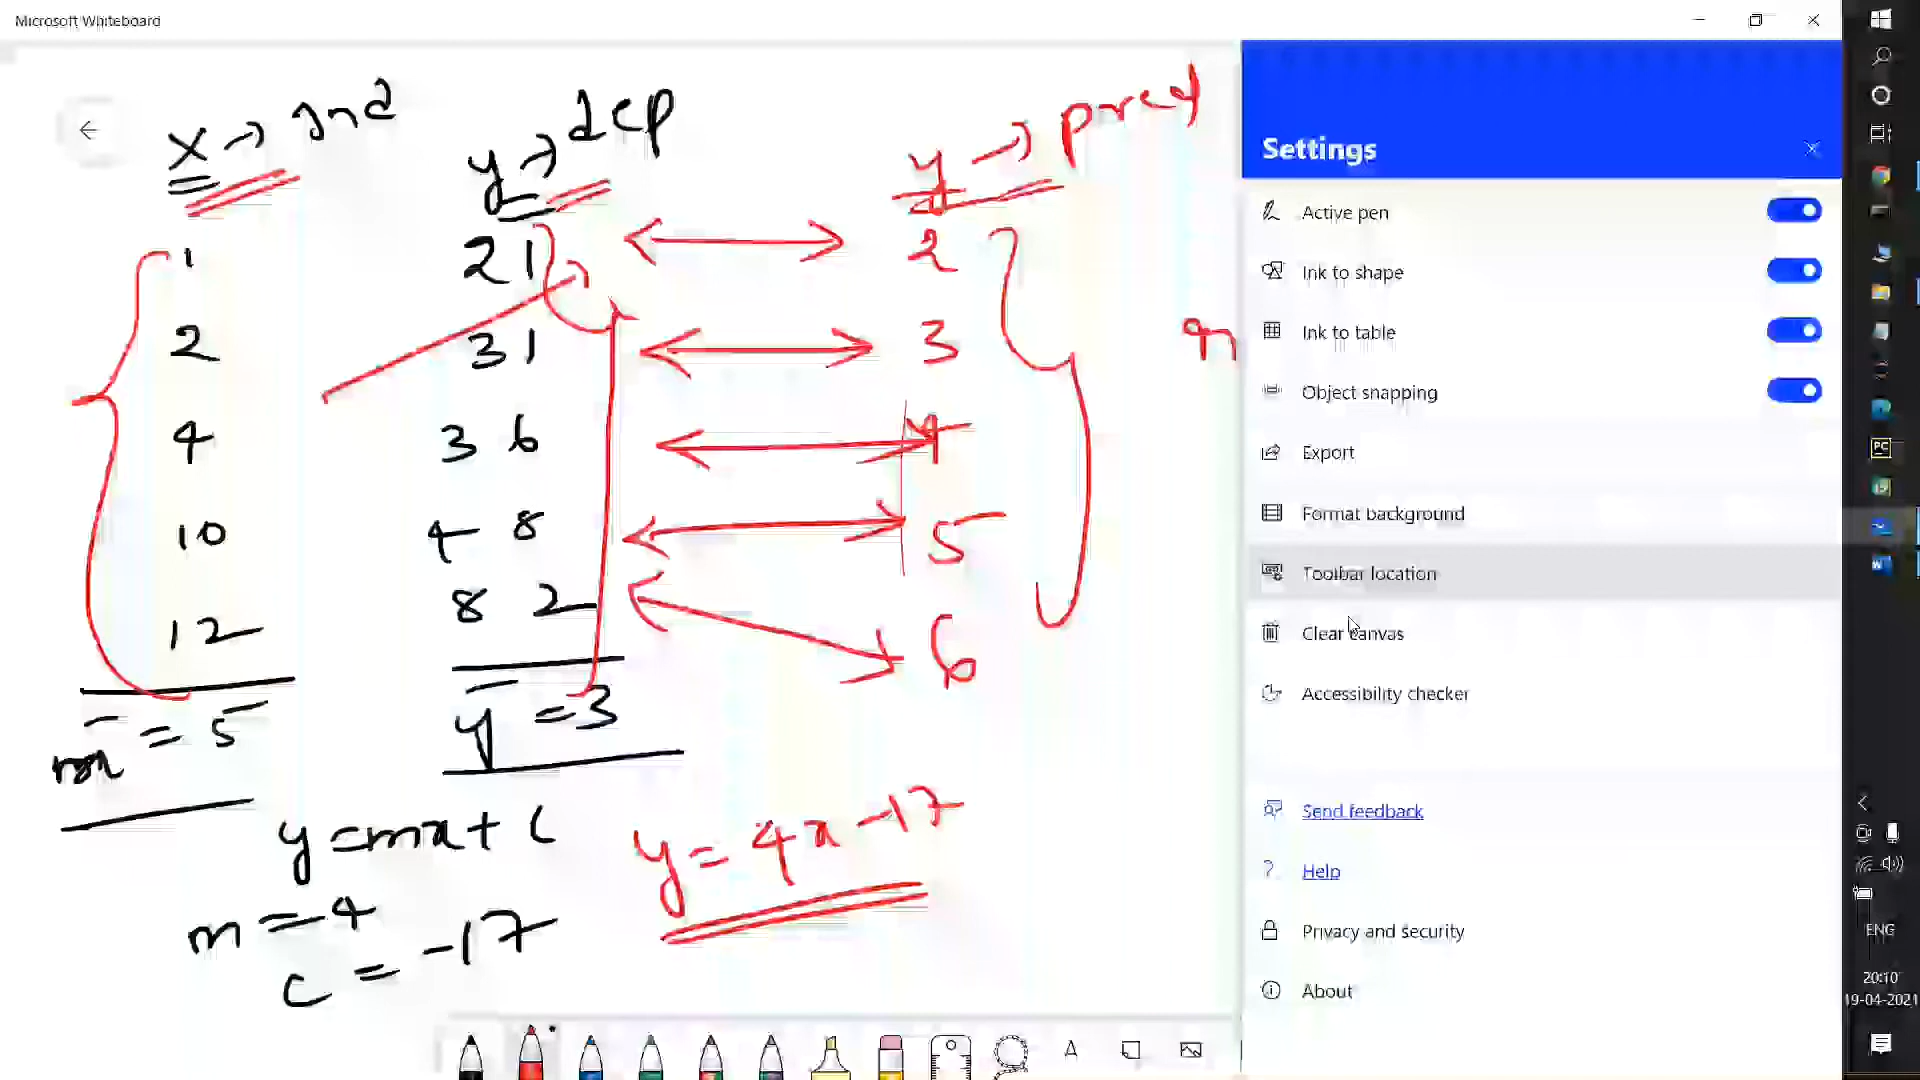 Microsoft Whiteboard
x → Ind
y → dep
y → pred
1
21
2
2
31
3
4
36
4
10
48
5
12
82
6
= 5
y = 3
y = mx + c
y = 4x - 17
m = 4
c = -17
Settings
Active pen
Ink to shape
Ink to table
Object snapping
Export
Format background
Toolbar location
Clear canvas
Accessibility checker
Send feedback
Help
Privacy and security
About
A
PC
ENG
20:10
19-04-2021